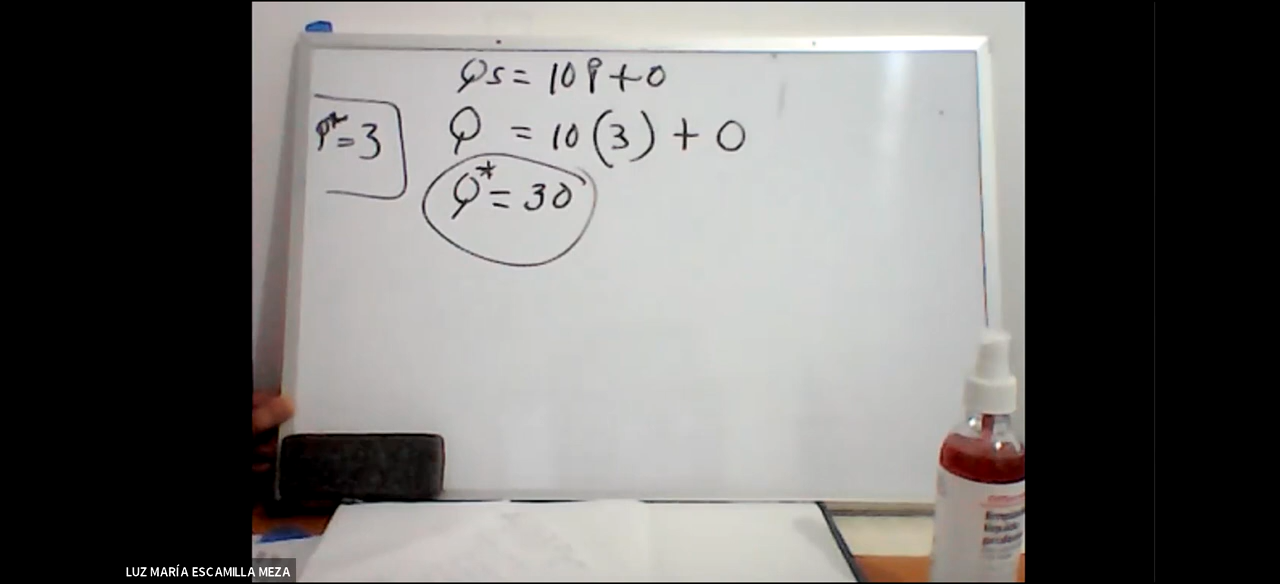 Qs = 10P + 0
P* = 3
Q = 10(3) + 0
Q* = 30
LUZ MARÍA ESCAMILLA MEZA